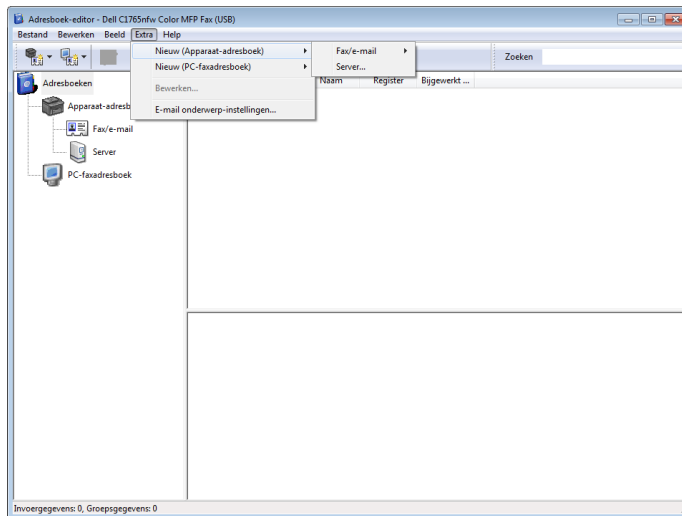 Adresboek-editor - Dell C1765nfw Color MFP Fax (USB)
Bestand Bewerken Beeld Extra Help
Nieuw (Apparaat-adresboek)
Nieuw (PC-faxadresboek)
Bewerken...
E-mail onderwerp-instellingen...
Fax/e-mail
Server...
Zoeken
Naam Register Bijgewerkt ...
Adresboeken
Apparaat-adresb
Fax/e-mail
Server
PC-faxadresboek
Invoergegevens: 0, Groepsgegevens: 0